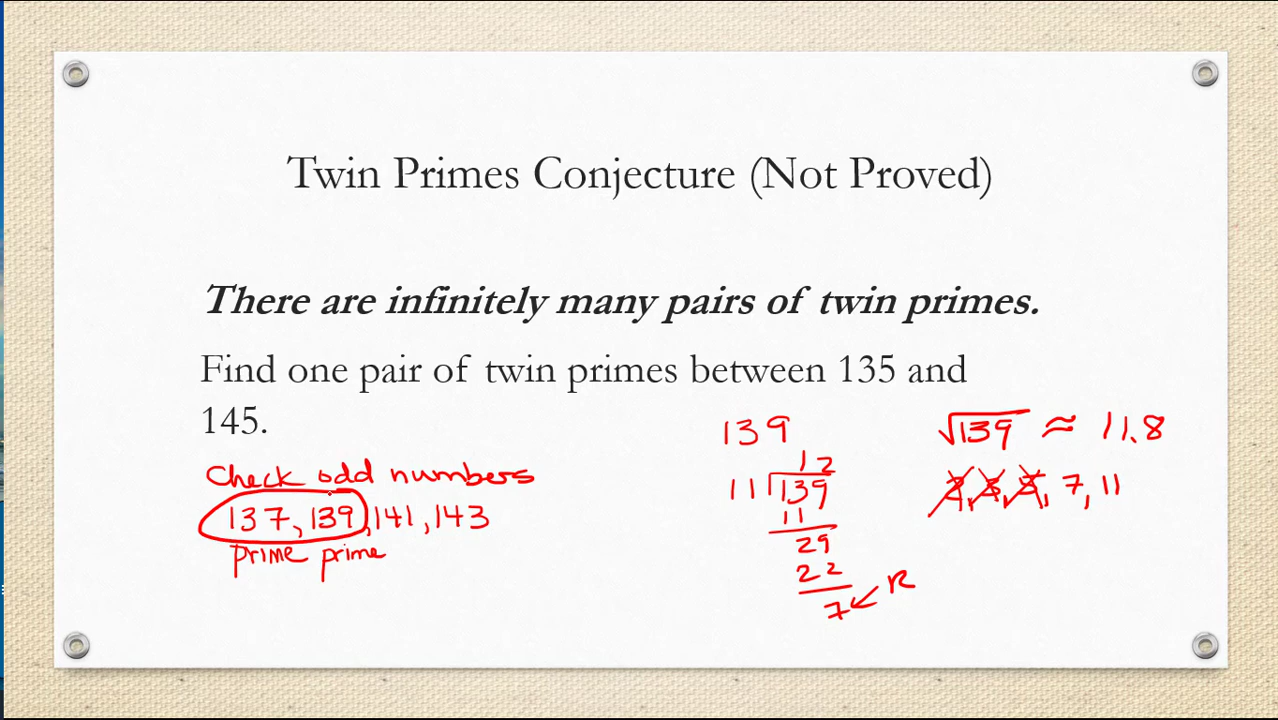 Twin Primes Conjecture (Not Proved)
There are infinitely many pairs of twin primes.
Find one pair of twin primes between 135 and
145.
Check odd numbers
137, 139, 141, 143
prime prime
139
12
11 139
11
29
22
7 ← R
√139 ≈ 11.8
2, 3, 5, 7, 11